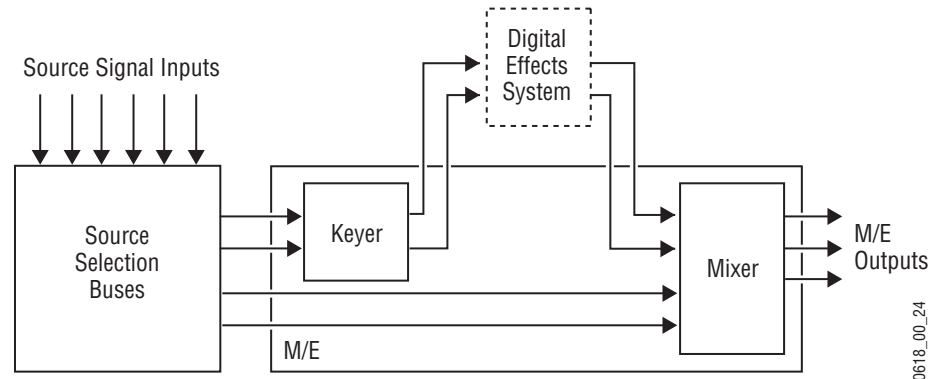 Digital
Effects
System
Source Signal Inputs
Source
Selection
Buses
Keyer
Mixer
M/E
Outputs
M/E
0618_00_24